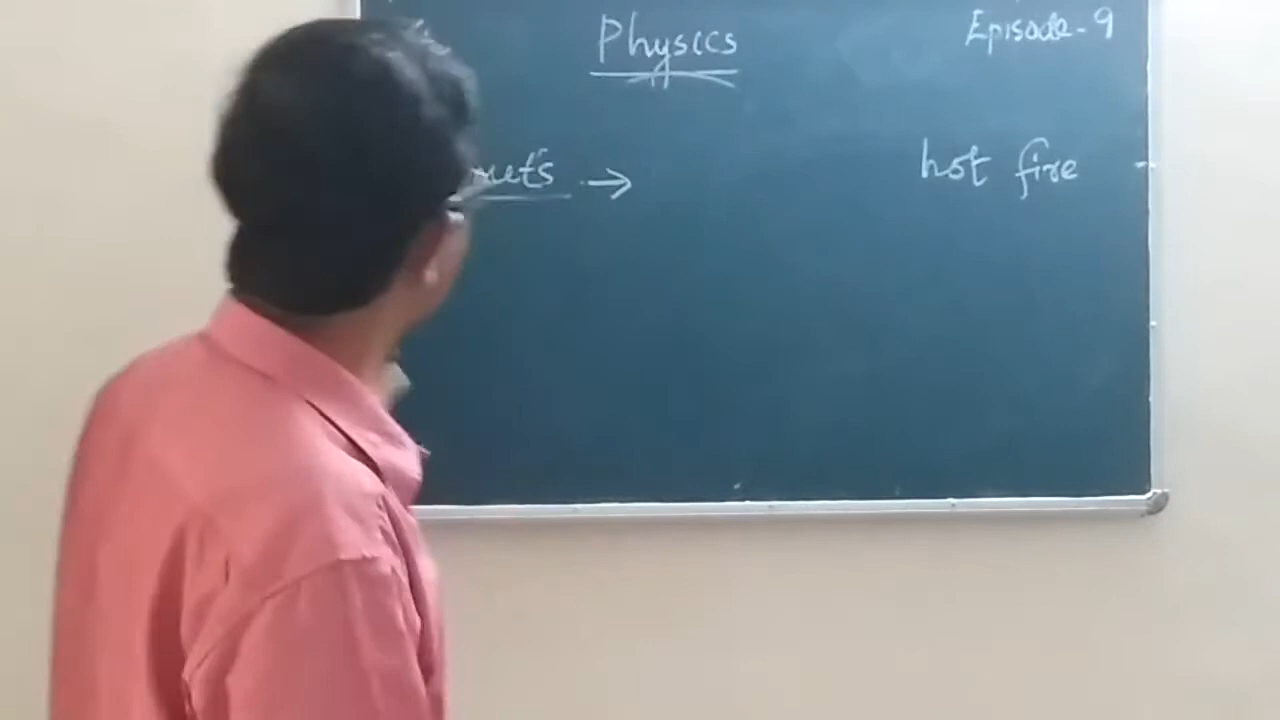 Physics
Episode-9
→
hot fire